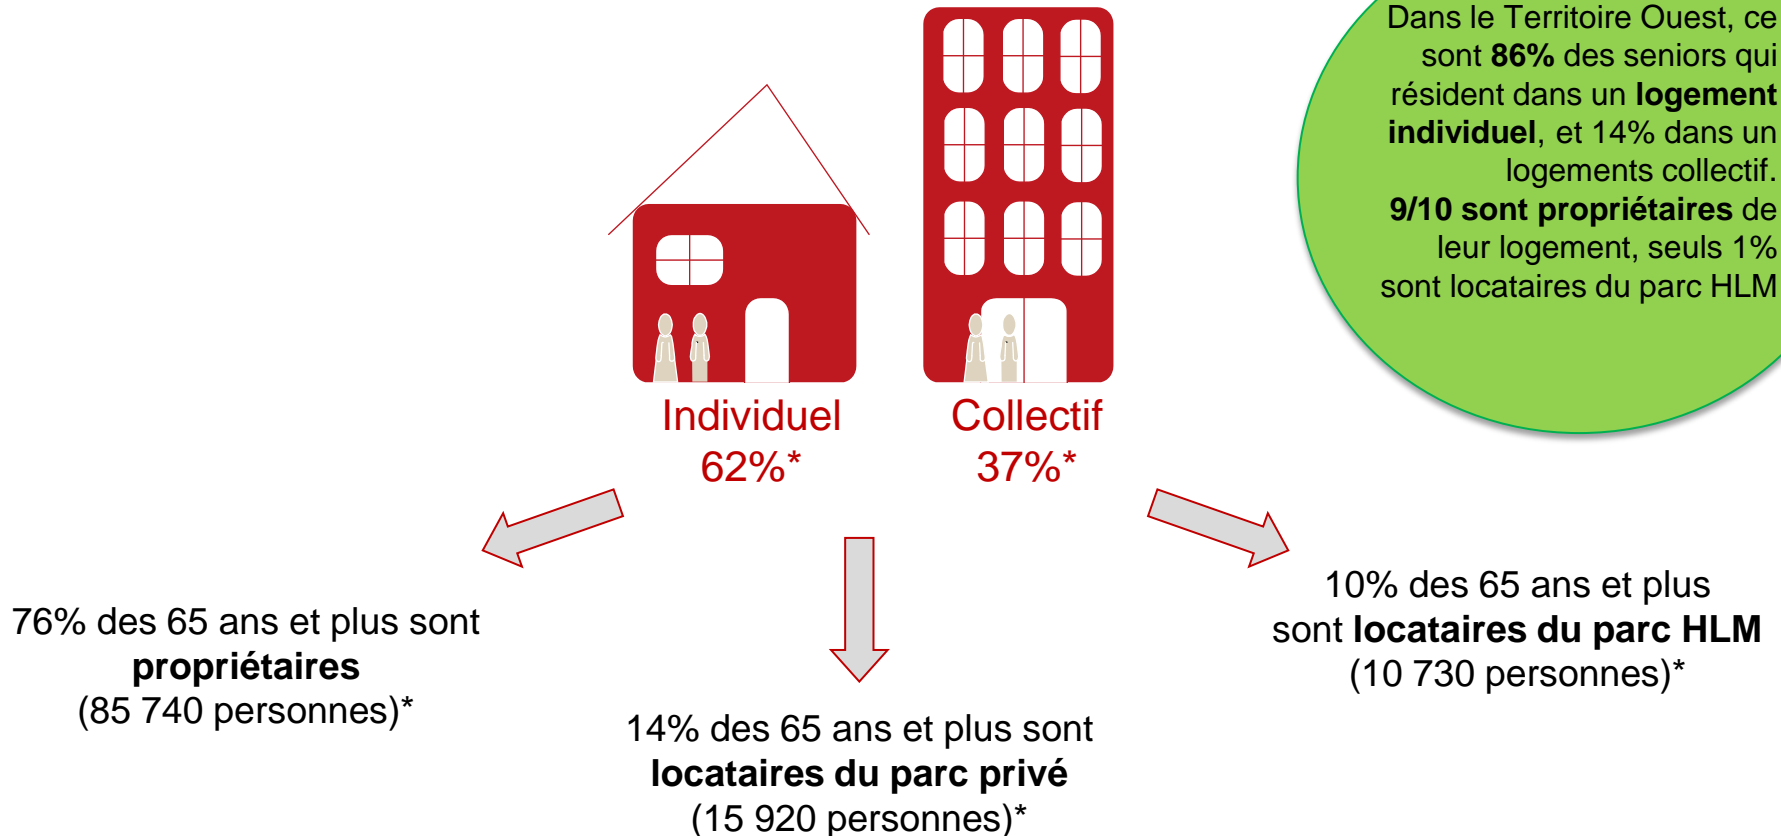 Dans le Territoire Ouest, ce
sont 86% des seniors qui
résident dans un logement
individuel, et 14% dans un
logements collectif.
9/10 sont propriétaires de
leur logement, seuls 1%
sont locataires du parc HLM
Individuel
62%*
Collectif
37%*
76% des 65 ans et plus sont
propriétaires
(85 740 personnes)*
14% des 65 ans et plus sont
locataires du parc privé
(15 920 personnes)*
10% des 65 ans et plus
sont locataires du parc HLM
(10 730 personnes)*